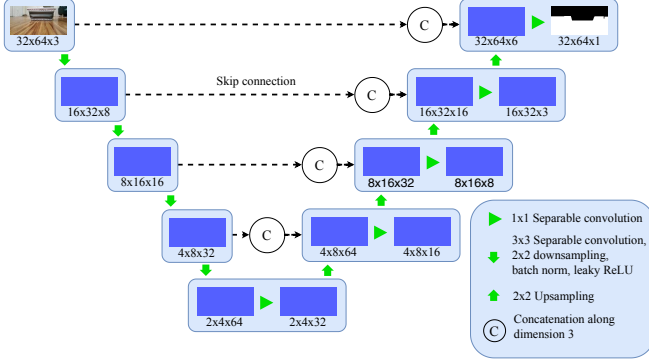 32x64x3
C
32x64x6
32x64x1
16x32x8
Skip connection
C
16x32x16
16x32x3
8x16x16
C
8x16x32
8x16x8
4x8x32
C
4x8x64
4x8x16
2x4x64
2x4x32
1x1 Separable convolution
3x3 Separable convolution,
2x2 downsampling,
batch norm, leaky ReLU
2x2 Upsampling
C
Concatenation along
dimension 3